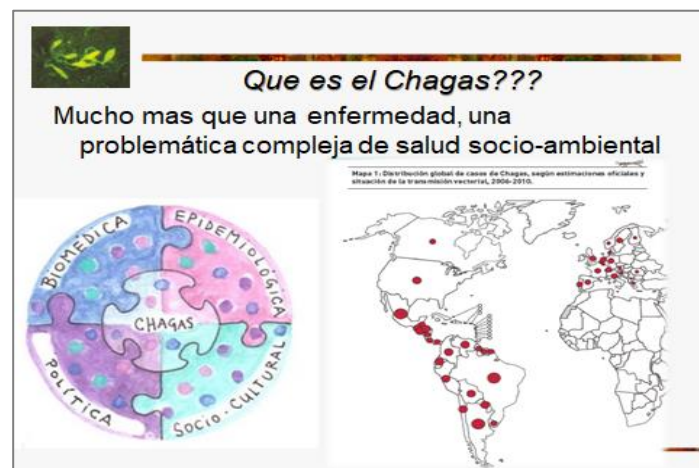 Que es el Chagas???
Mucho mas que una enfermedad, una
problemática compleja de salud socio-ambiental
Mapa 1: Distribución global de casos de Chagas, según estimaciones oficiales y
situación de la transmisión vectorial, 2006-2010.
BIOMÉDICA
EPIDEMIOLÓGICA
CHAGAS
POLÍTICA
SOCIO-CULTURAL